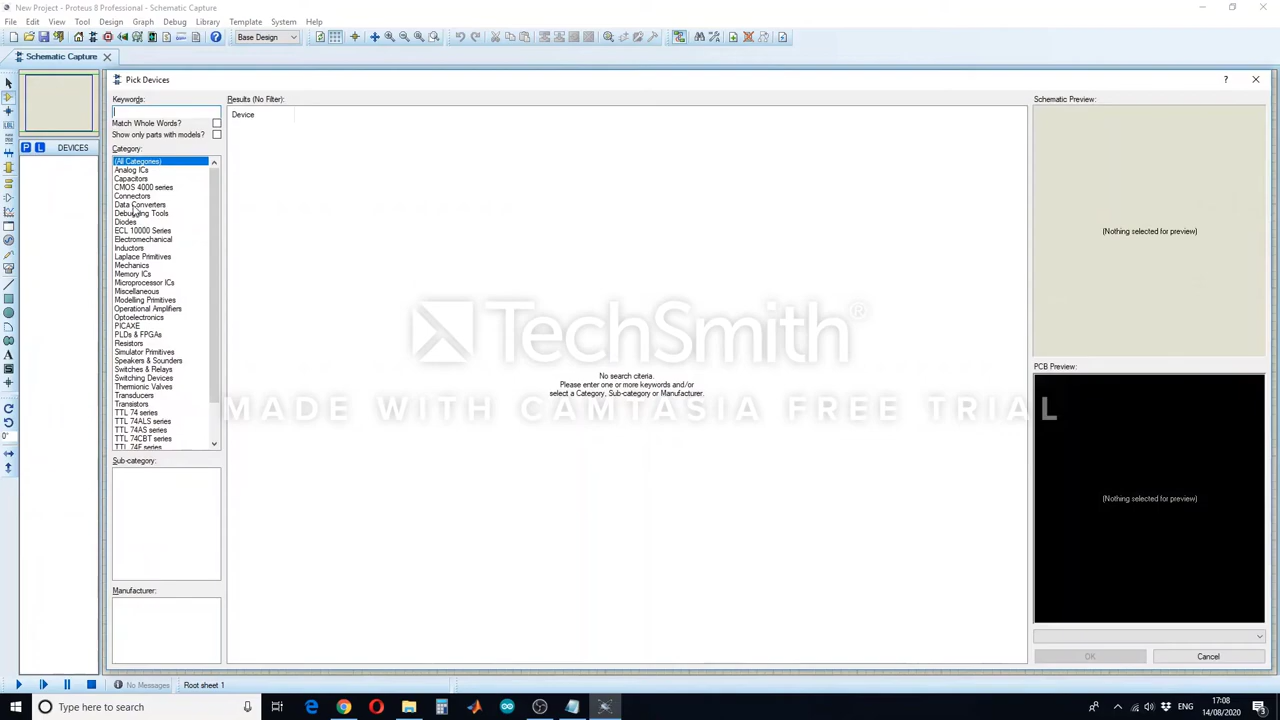 New Project - Proteus 8 Professional - Schematic Capture
File Edit View Tool Design Graph Debug Library Template System Help
Base Design
Schematic Capture
Pick Devices
Keywords:
Match Whole Words?
Show only parts with models?
Category:
(All Categories)
Analog ICs
Capacitors
CMOS 4000 series
Connectors
Data Converters
Debugging Tools
Diodes
ECL 10000 Series
Electromechanical
Inductors
Laplace Primitives
Mechanics
Memory ICs
Microprocessor ICs
Miscellaneous
Modelling Primitives
Operational Amplifiers
Optoelectronics
PICAXE
PLDs & FPGAs
Resistors
Simulator Primitives
Speakers & Sounders
Switches & Relays
Switching Devices
Thermionic Valves
Transducers
Transistors
TTL 74 series
TTL 74ALS series
TTL 74AS series
TTL 74CBT series
TTL 74F series
Sub-category:
Manufacturer:
Results (No Filter):
Device
No search citeria.
Please enter one or more keywords and/or
select a Category, Sub-category or Manufacturer.
Schematic Preview:
(Nothing selected for preview)
PCB Preview:
(Nothing selected for preview)
OK Cancel
P L DEVICES
0°
TechSmith®
MADE WITH CAMTASIA FREE TRIAL
No Messages Root sheet 1
Type here to search
ENG
17:08
14/08/2020
3